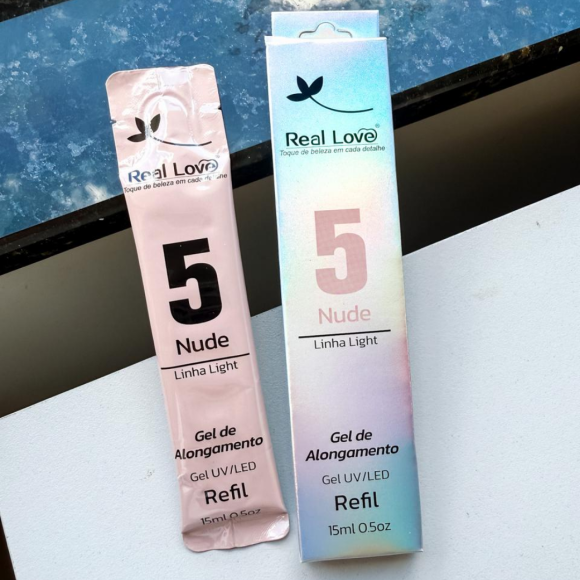 Real Love®
Toque de beleza em cada detalhe
5
Nude
Linha Light
Gel de
Alongamento
Gel UV/LED
Refil
15ml 0.5oz
Real Love®
Toque de beleza em cada detalhe
5
Nude
Linha Light
Gel de
Alongamento
Gel UV/LED
Refil
15ml 0.5oz